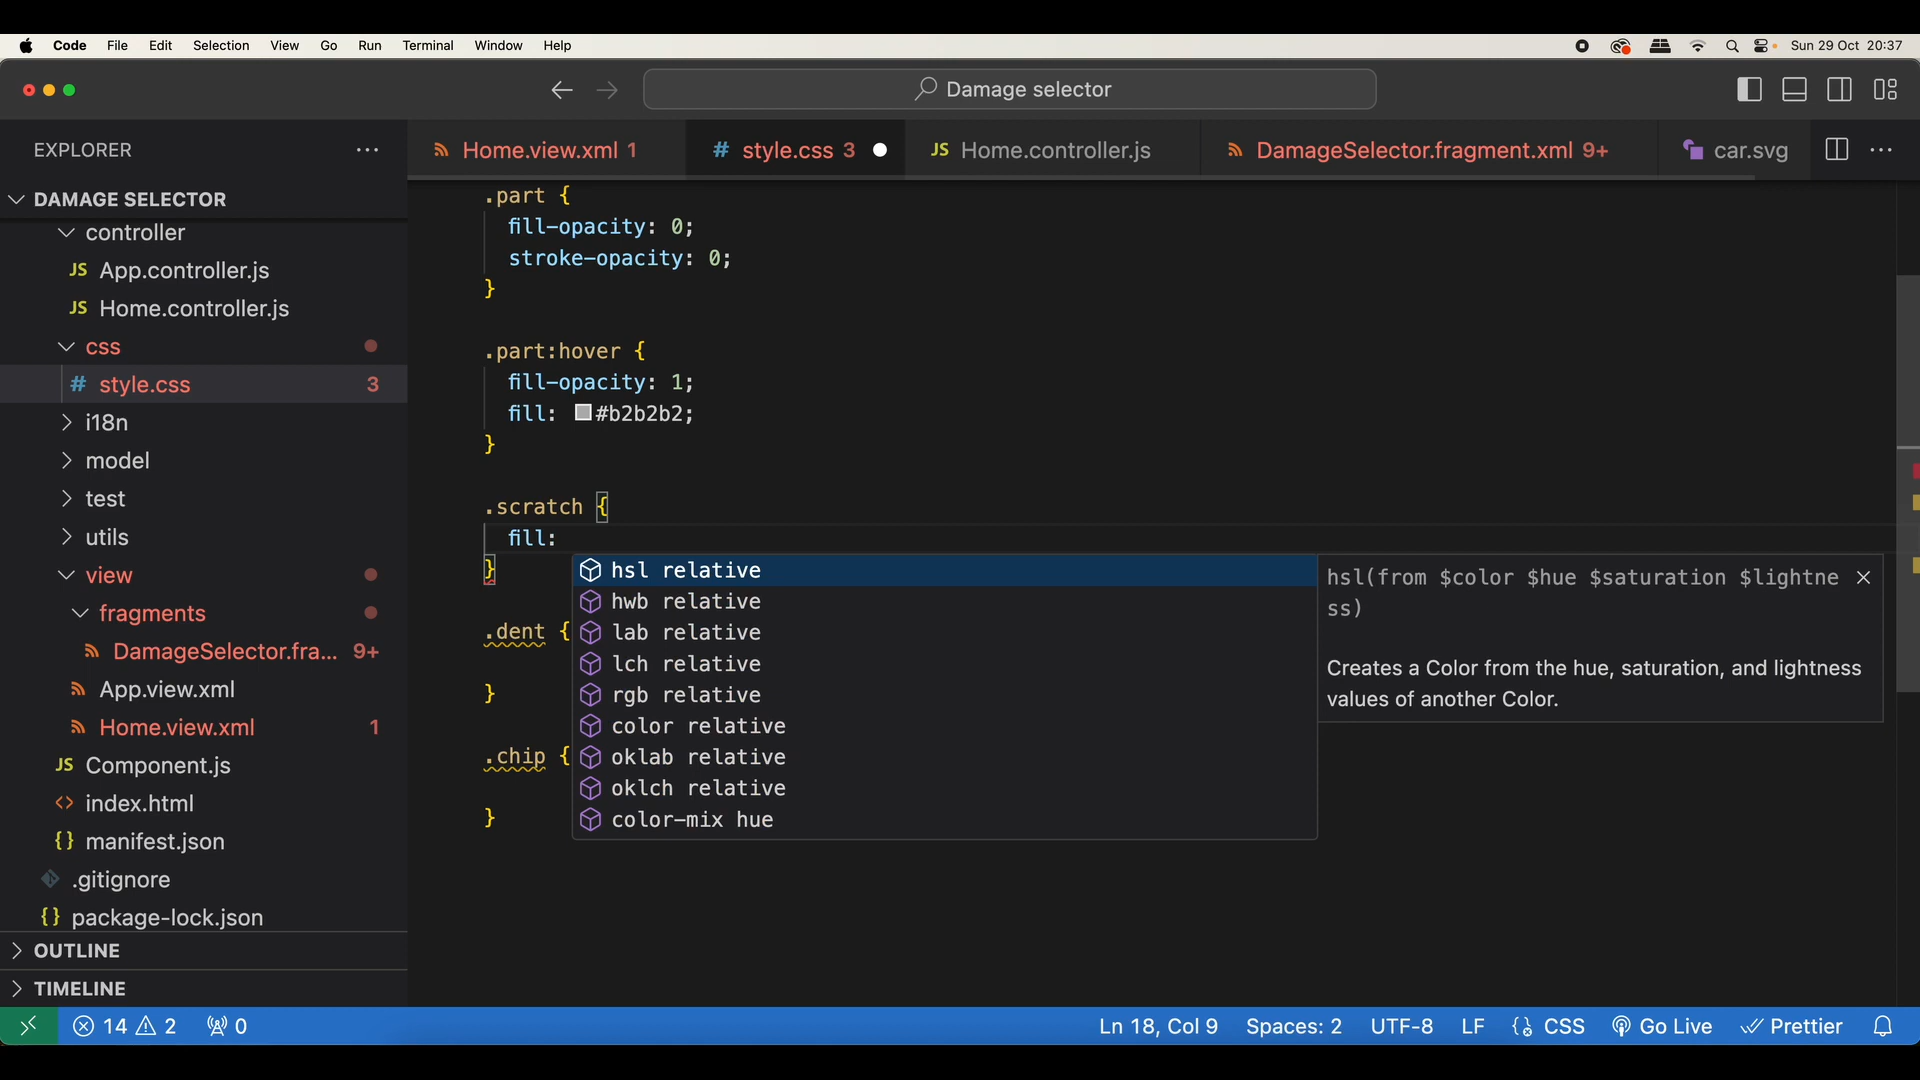 Code File Edit Selection View Go Run Terminal Window Help Sun 29 Oct 20:37
Damage selector
EXPLORER
Home.view.xml 1
# style.css 3
JS Home.controller.js
DamageSelector.fragment.xml 9+
car.svg
DAMAGE SELECTOR
controller
JS App.controller.js
JS Home.controller.js
css
# style.css 3
i18n
model
test
utils
view
fragments
DamageSelector.fra... 9+
App.view.xml
Home.view.xml 1
JS Component.js
<> index.html
{} manifest.json
.gitignore
{} package-lock.json
OUTLINE
TIMELINE
.part {
fill-opacity: 0;
stroke-opacity: 0;
}
.part:hover {
fill-opacity: 1;
fill: #b2b2b2;
}
.scratch {
fill:
}
.dent {
}
.chip {
}
hsl relative
hwb relative
lab relative
lch relative
rgb relative
color relative
oklab relative
oklch relative
color-mix hue
hsl(from $color $hue $saturation $lightne
ss)
Creates a Color from the hue, saturation, and lightness
values of another Color.
14 2 0 Ln 18, Col 9 Spaces: 2 UTF-8 LF CSS Go Live Prettier